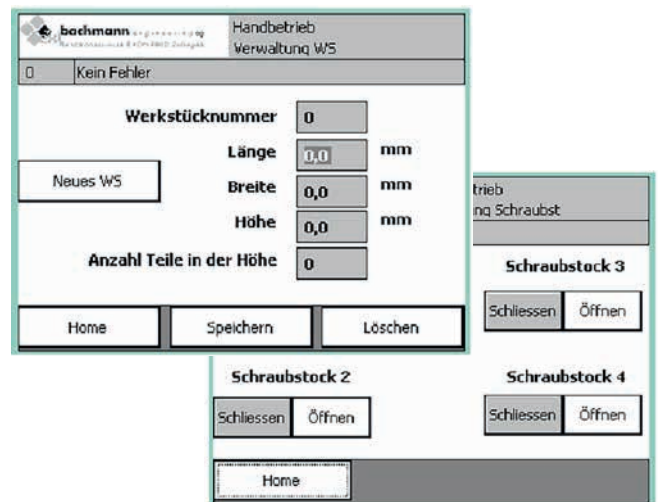 bachmann engineering ag
Handbetrieb
Verwaltung WS
0 Kein Fehler
Werkstücknummer 0
Länge 0,0 mm
Neues WS
Breite 0,0 mm
Höhe 0,0 mm
Anzahl Teile in der Höhe 0
Home Speichern Löschen
trieb
ng Schraubst
Schraubstock 3
Schliessen Öffnen
Schraubstock 2 Schraubstock 4
Schliessen Öffnen Schliessen Öffnen
Home